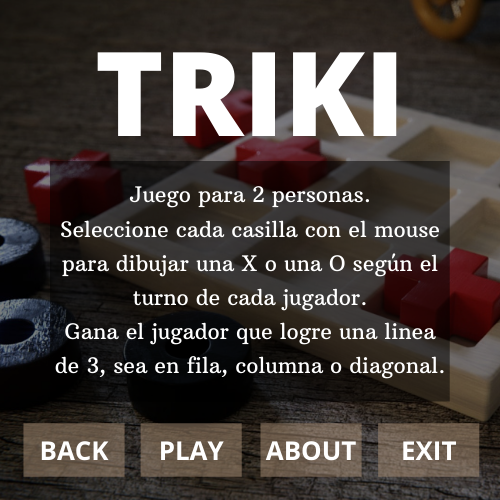 TRIKI
Juego para 2 personas.
Seleccione cada casilla con el mouse
para dibujar una X o una O según el
turno de cada jugador.
Gana el jugador que logre una linea
de 3, sea en fila, columna o diagonal.
BACK PLAY ABOUT EXIT